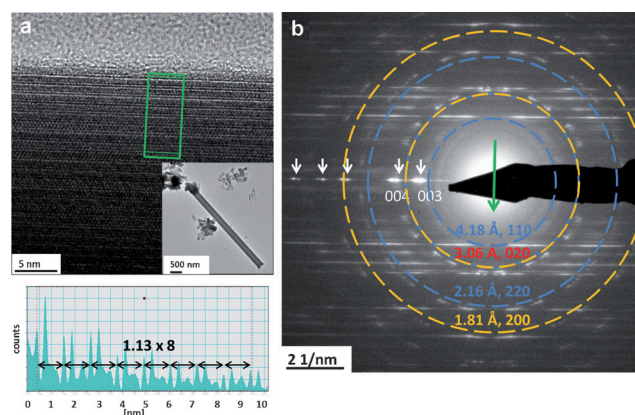 a
5 nm
500 nm
counts
1.13 x 8
0 1 2 3 4 5 6 7 8 9 10
[nm]
b
004 003
4.18 Å, 110
3.06 Å, 020
2.16 Å, 220
1.81 Å, 200
2 1/nm